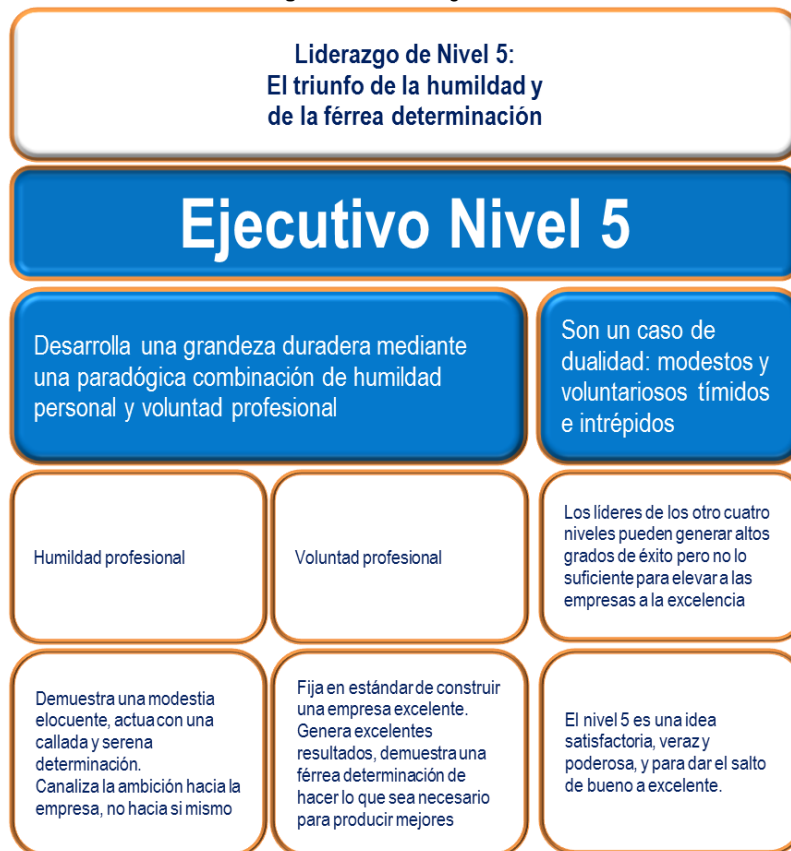 Liderazgo de Nivel 5:
El triunfo de la humildad y
de la férrea determinación
Ejecutivo Nivel 5
Desarrolla una grandeza duradera mediante
una paradógica combinación de humildad
personal y voluntad profesional
Son un caso de
dualidad: modestos y
voluntariosos tímidos
e intrépidos
Humildad profesional
Voluntad profesional
Los líderes de los otro cuatro
niveles pueden generar altos
grados de éxito pero no lo
suficiente para elevar a las
empresas a la excelencia
Demuestra una modestia
elocuente, actua con una
callada y serena
determinación.
Canaliza la ambición hacia la
empresa, no hacia si mismo
Fija en estándar de construir
una empresa excelente.
Genera excelentes
resultados, demuestra una
férrea determinación de
hacer lo que sea necesario
para producir mejores
El nivel 5 es una idea
satisfactoria, veraz y
poderosa, y para dar el salto
de bueno a excelente.